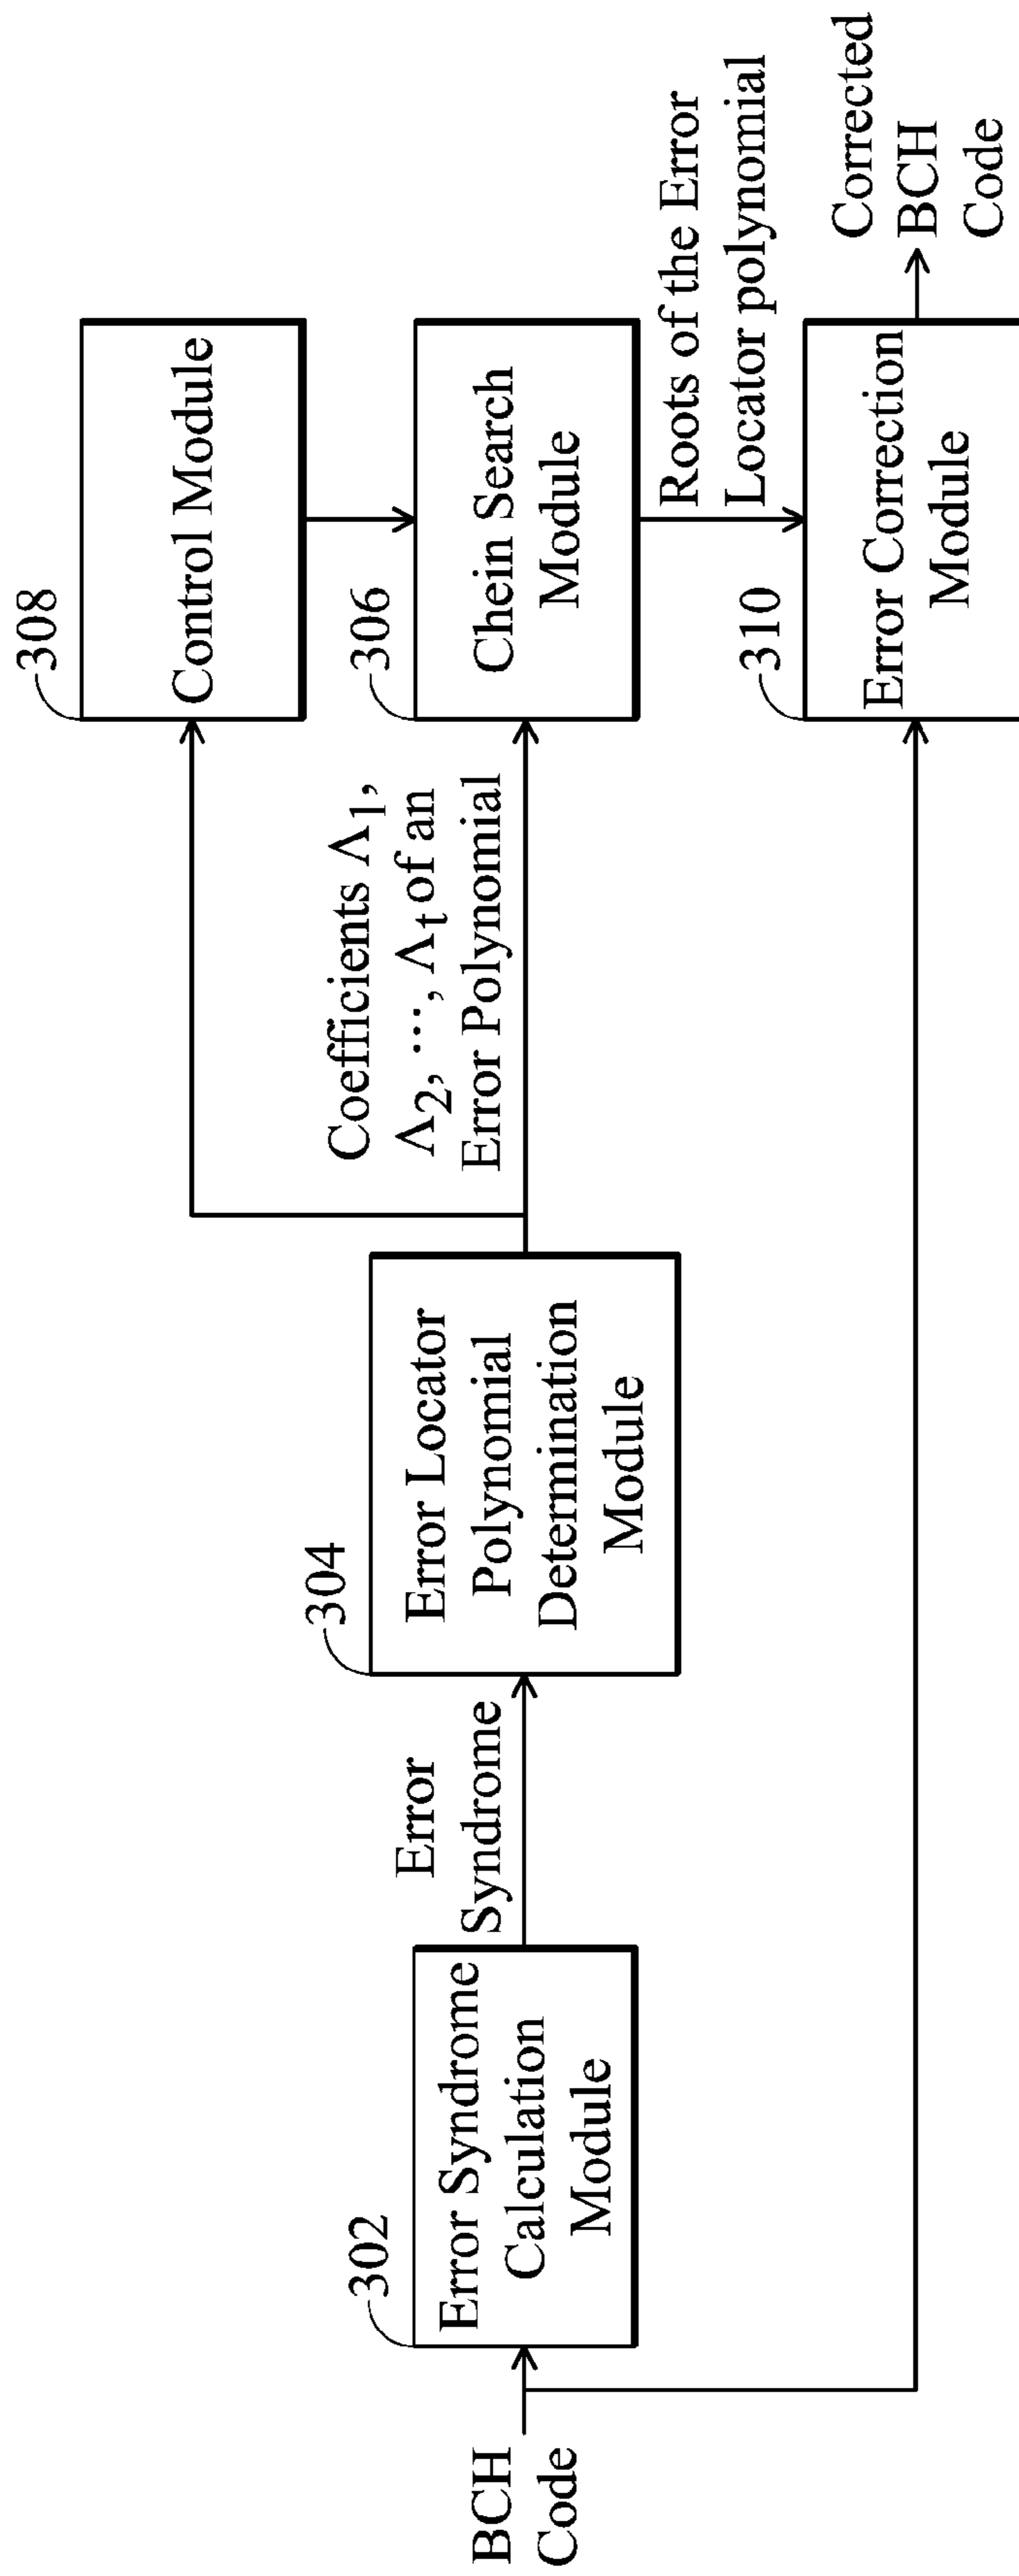 BCH
Code
302
Error Syndrome
Calculation
Module
Error
Syndrome
304
Error Locator
Polynomial
Determination
Module
Coefficients Λ1,
Λ2, ···, Λt of an
Error Polynomial
308
Control Module
306
Chein Search
Module
Roots of the Error
Locator polynomial
310
Error Correction
Module
Corrected
BCH
Code